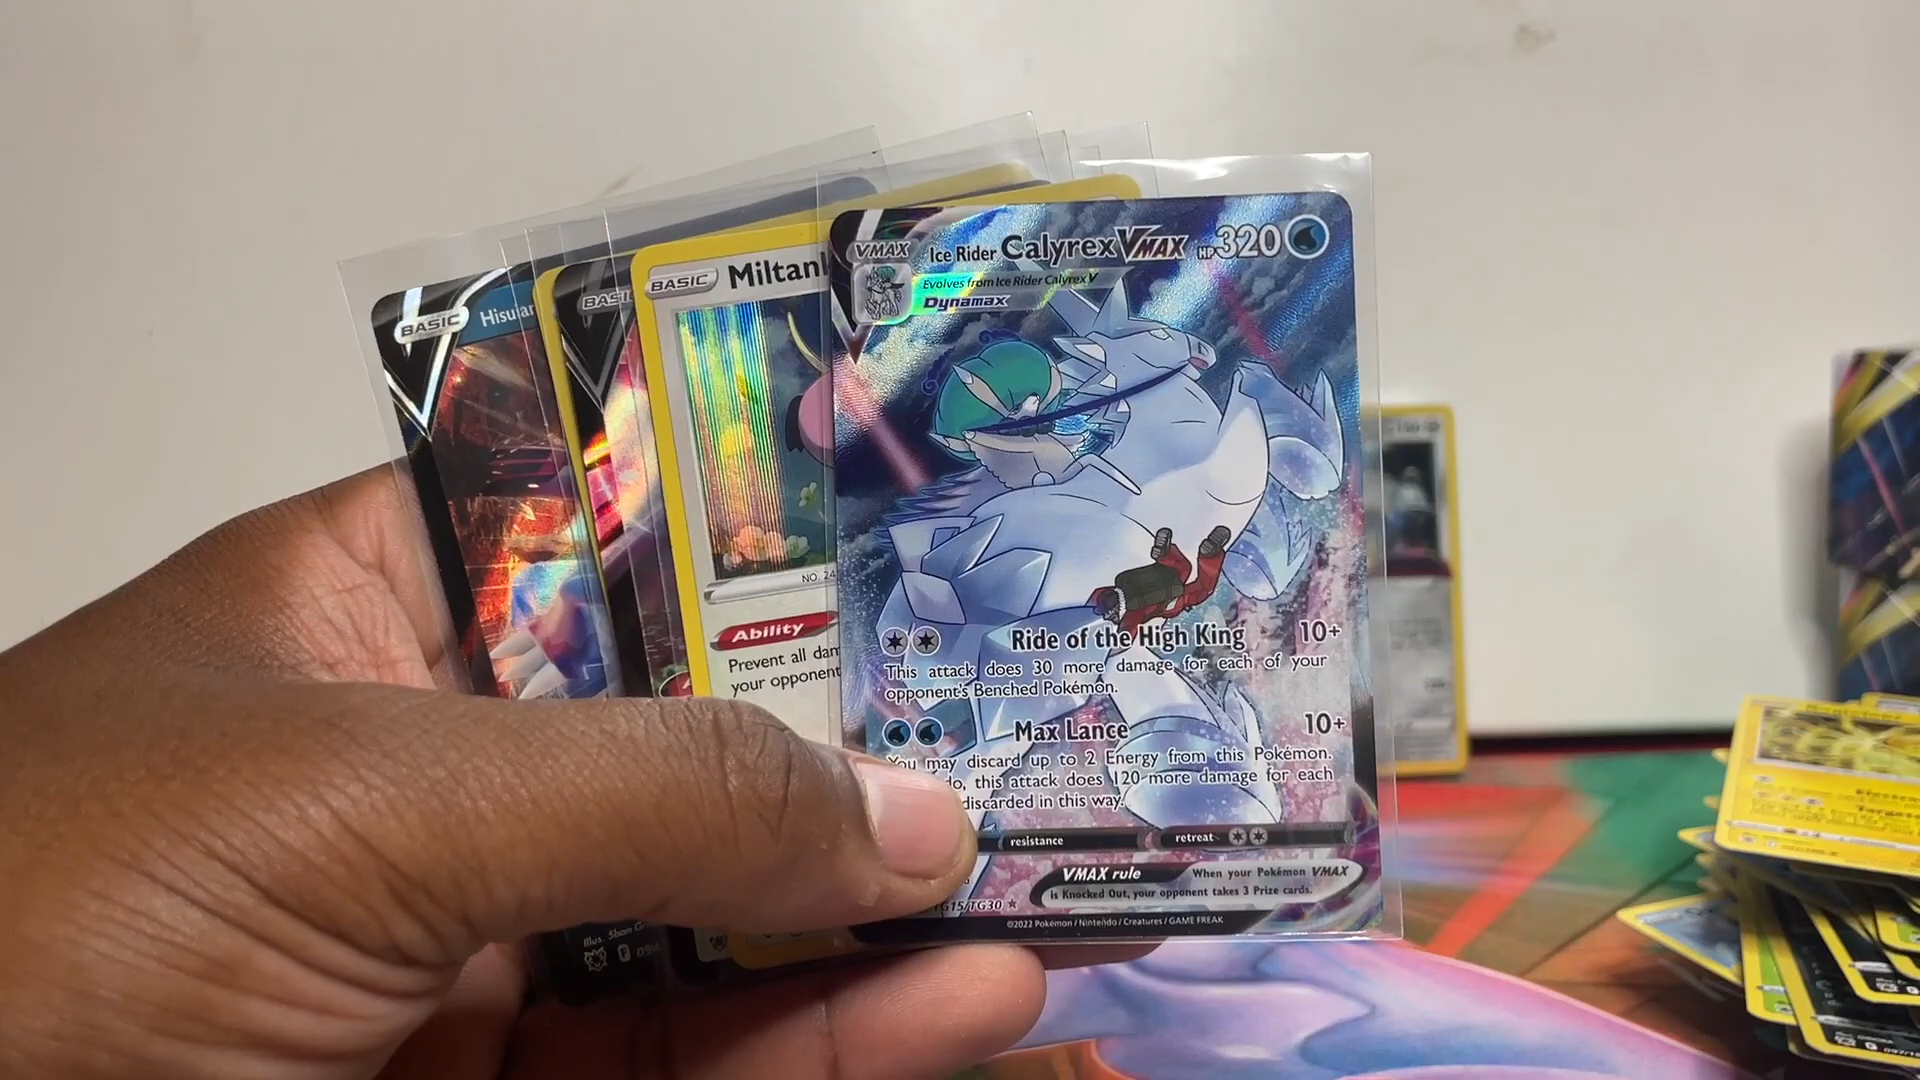 VMAX Ice Rider Calyrex VMAX HP 320
Evolves from Ice Rider Calyrex V
Dynamax
Ride of the High King 10+
This attack does 30 more damage for each of your
opponent's Benched Pokémon.
Max Lance 10+
You may discard up to 2 Energy from this Pokémon.
do, this attack does 120 more damage for each
discarded in this way.
resistance retreat
VMAX rule When your Pokémon VMAX
is Knocked Out, your opponent takes 3 Prize cards.
TG15/TG30
©2022 Pokémon / Nintendo / Creatures / GAME FREAK
BASIC Miltank
NO. 24
Ability
Prevent all dam
your opponent
BASIC
BASIC Hisuian
Illus. 5ban Gr
F 094